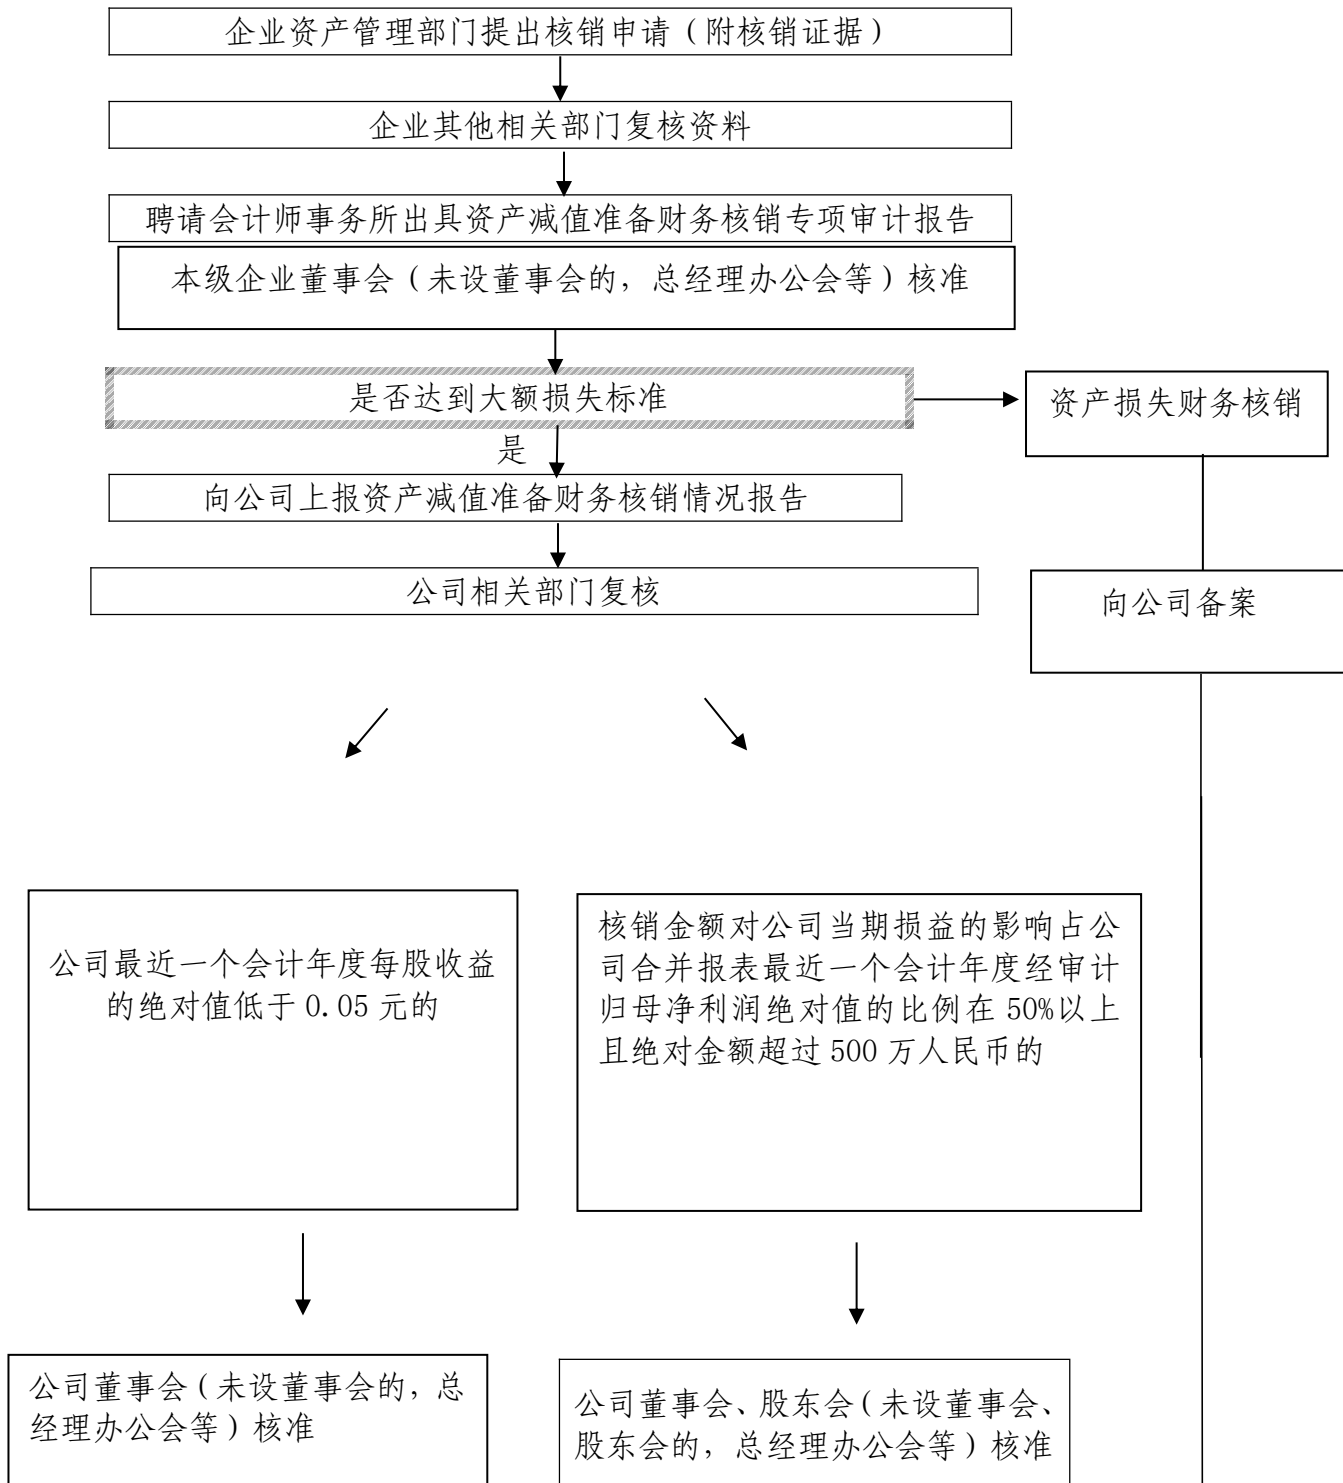 企业资产管理部门提出核销申请（附核销证据）
企业其他相关部门复核资料
聘请会计师事务所出具资产减值准备财务核销专项审计报告
本级企业董事会（未设董事会的，总经理办公会等）核准
是否达到大额损失标准
资产损失财务核销
是
向公司上报资产减值准备财务核销情况报告
公司相关部门复核
向公司备案
公司最近一个会计年度每股收益
的绝对值低于 0.05 元的
核销金额对公司当期损益的影响占公
司合并报表最近一个会计年度经审计
归母净利润绝对值的比例在 50%以上
且绝对金额超过 500 万人民币的
公司董事会（未设董事会的，总
经理办公会等）核准
公司董事会、股东会（未设董事会、
股东会的，总经理办公会等）核准